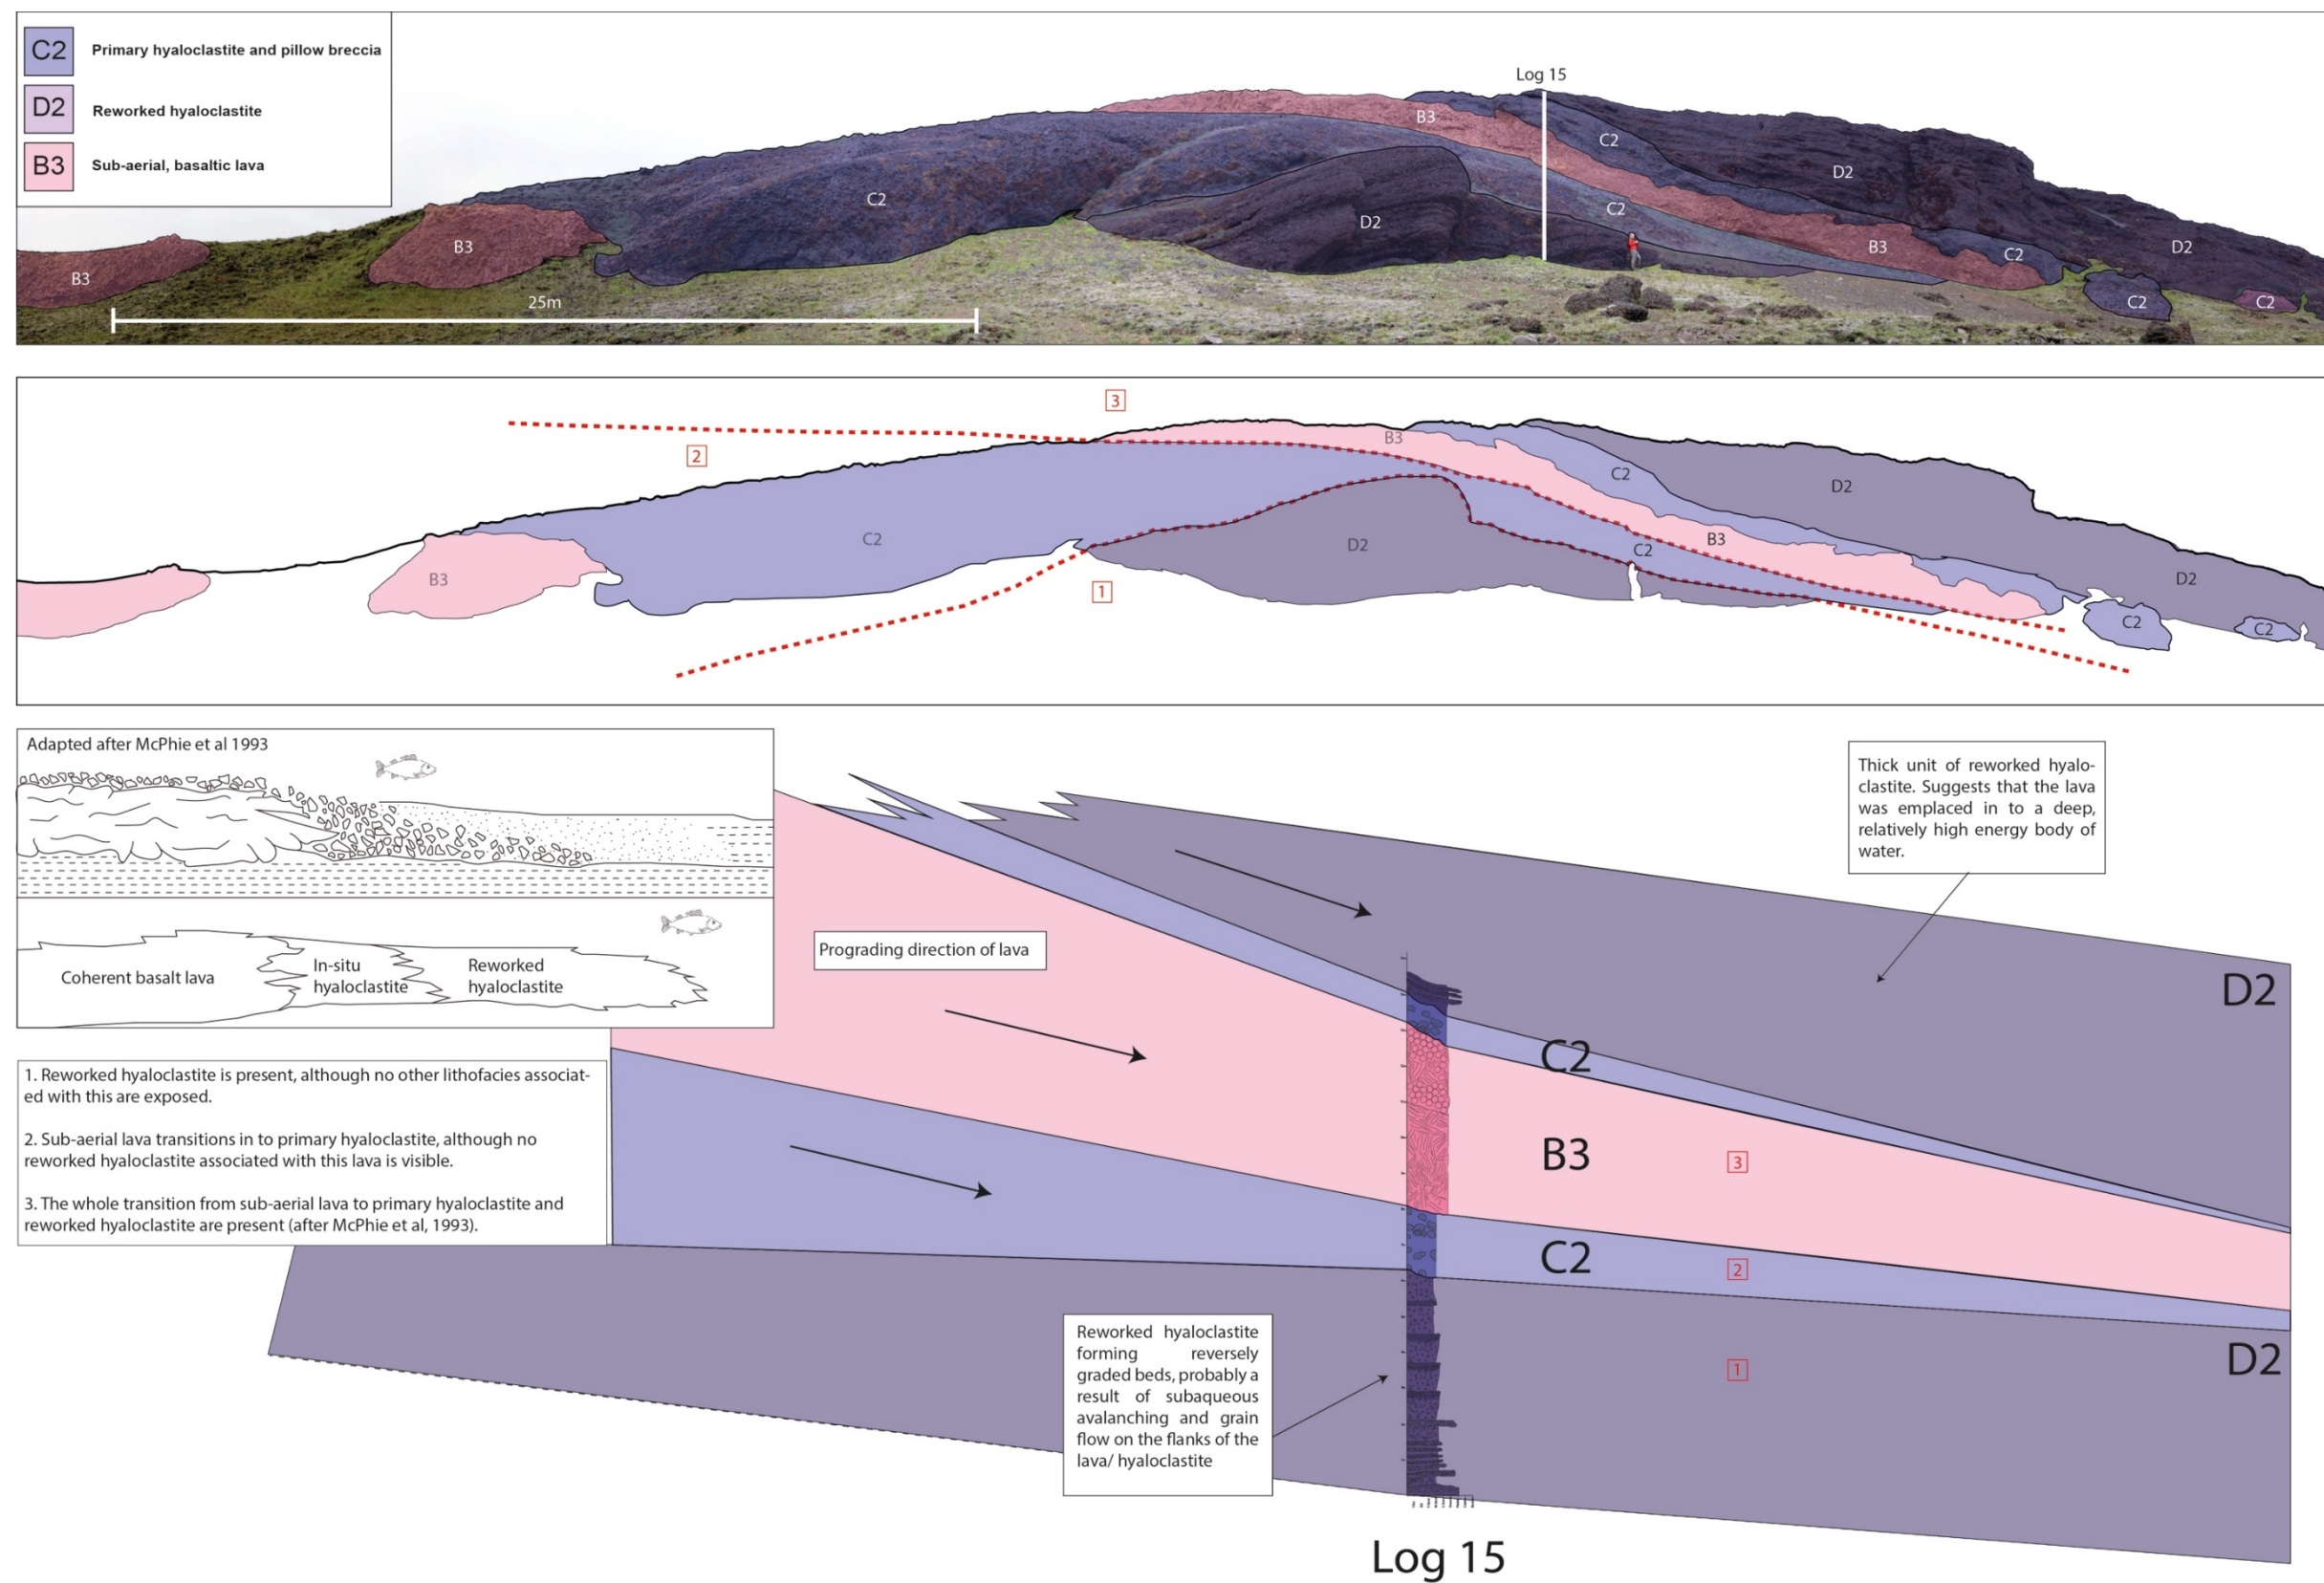 C2 Primary hyaloclastite and pillow breccia
D2 Reworked hyaloclastite
B3 Sub-aerial, basaltic lava
Log 15
B3
C2
D2
C2
B3
C2
D2
C2
B3
D2
B3
C2
C2
C2
25m
3
B3
2
C2
D2
B3
C2
D2
C2
B3
D2
1
C2
C2
Adapted after McPhie et al 1993
Coherent basalt lava
In-situ
hyaloclastite
Reworked
hyaloclastite
Thick unit of reworked hyalo-
clastite. Suggests that the lava
was emplaced in to a deep,
relatively high energy body of
water.
Prograding direction of lava
D2
C2
B3
3
C2
2
D2
1
1. Reworked hyaloclastite is present, although no other lithofacies associat-
ed with this are exposed.
2. Sub-aerial lava transitions in to primary hyaloclastite, although no
reworked hyaloclastite associated with this lava is visible.
3. The whole transition from sub-aerial lava to primary hyaloclastite and
reworked hyaloclastite are present (after McPhie et al, 1993).
Reworked hyaloclastite
forming reversely
graded beds, probably a
result of subaqueous
avalanching and grain
flow on the flanks of the
lava/ hyaloclastite
Log 15